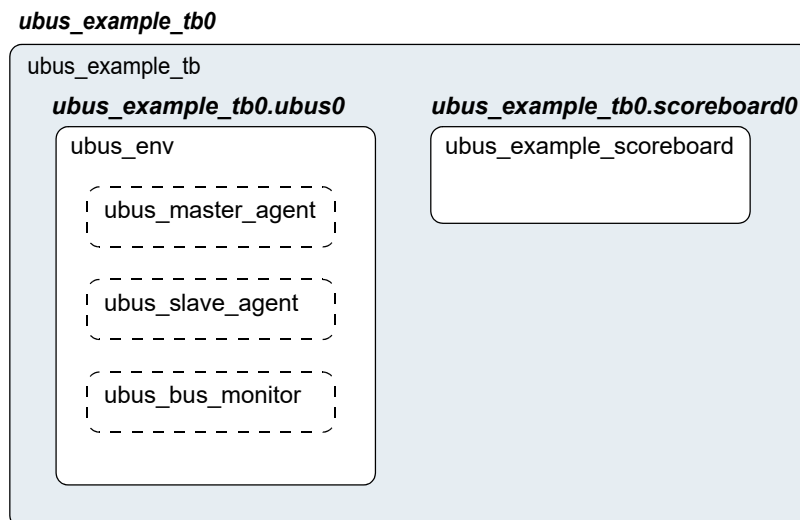 ubus_example_tb0
ubus_example_tb
ubus_example_tb0.ubus0
ubus_example_tb0.scoreboard0
ubus_env
ubus_example_scoreboard
ubus_master_agent
ubus_slave_agent
ubus_bus_monitor